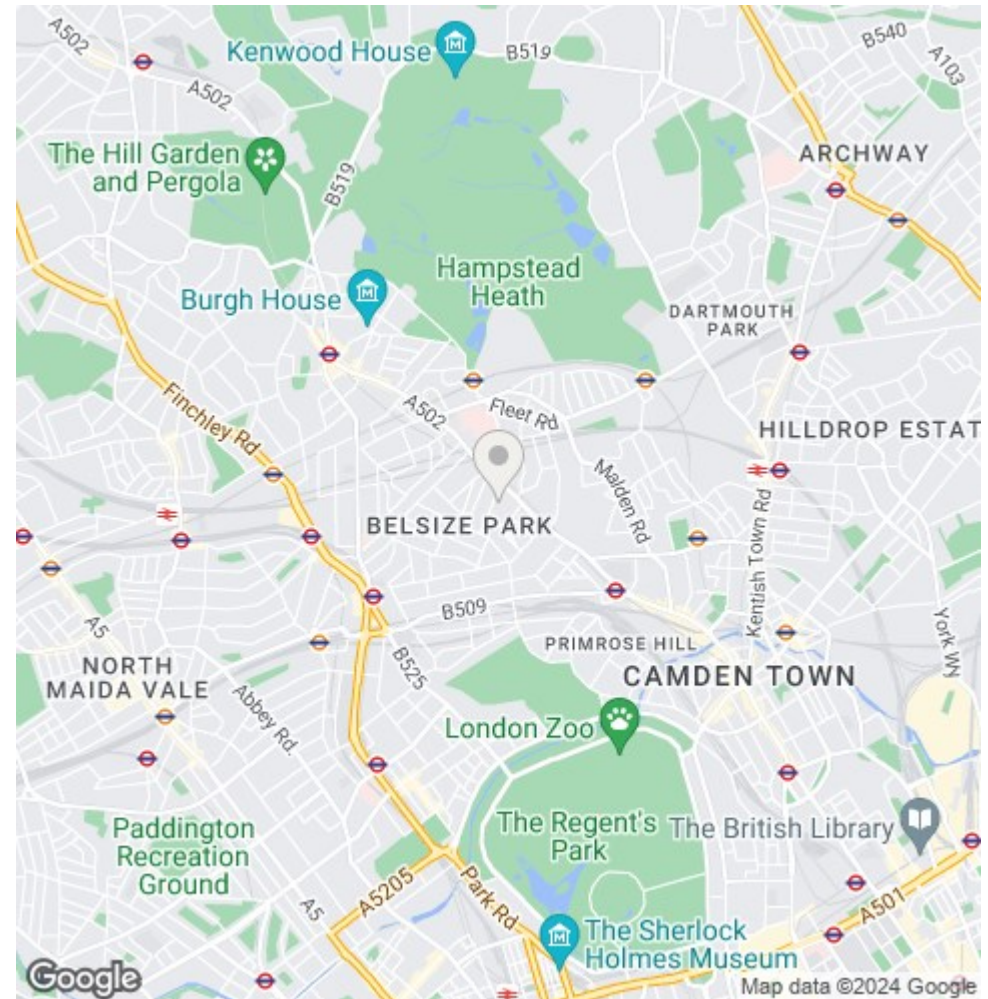 A502
Kenwood House
B519
B540
A103
A502
The Hill Garden
and Pergola
B519
ARCHWAY
Hampstead
Heath
Burgh House
DARTMOUTH
PARK
Finchley Rd
A502
Fleet Rd
HILLDROP ESTAT
Malden Rd
BELSIZE PARK
Kentish Town Rd
A5
B509
York Wy
PRIMROSE HILL
NORTH
MAIDA VALE
B525
CAMDEN TOWN
Abbey Rd.
London Zoo
The Regent's
Park
The British Library
Paddington
Recreation
Ground
A5205
Park Rd
A5
A501
The Sherlock
Holmes Museum
Google
Map data ©2024 Google